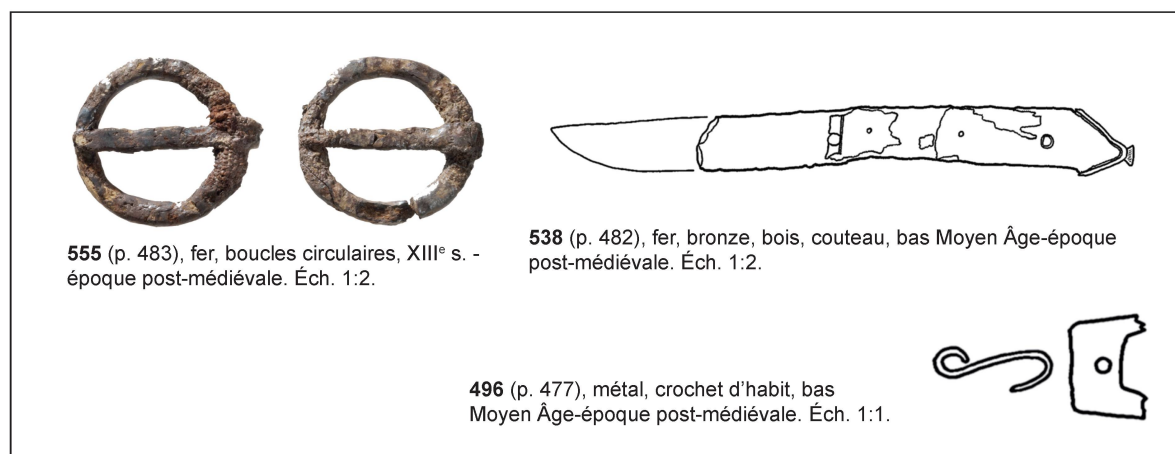 555 (p. 483), fer, boucles circulaires, XIIIe s. -
époque post-médiévale. Éch. 1:2.
538 (p. 482), fer, bronze, bois, couteau, bas Moyen Âge-époque
post-médiévale. Éch. 1:2.
496 (p. 477), métal, crochet d’habit, bas
Moyen Âge-époque post-médiévale. Éch. 1:1.